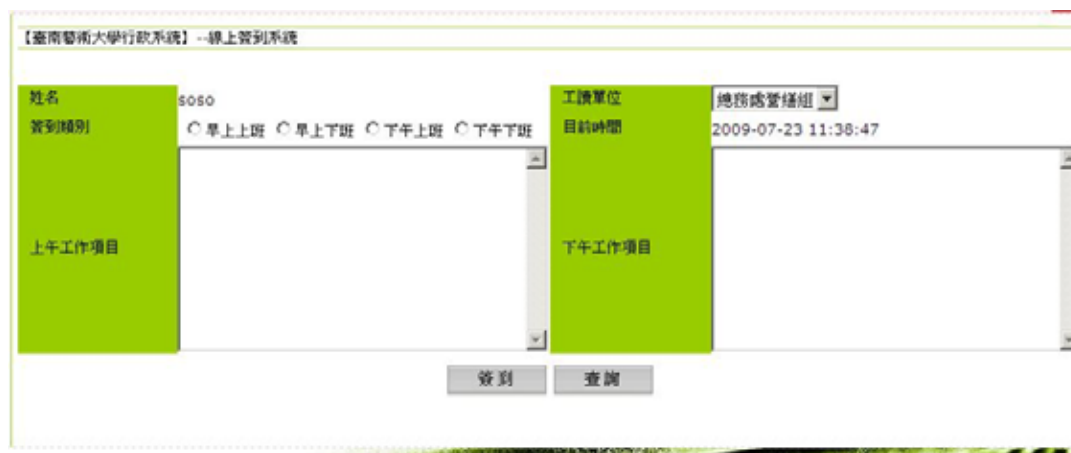 【臺南藝術大學行政系統】--線上簽到系統
姓名 soso 工讀單位 總務處營繕組
簽到類別 早上上班 早上下班 下午上班 下午下班 目前時間 2009-07-23 11:38:47
上午工作項目 下午工作項目
簽到 查詢